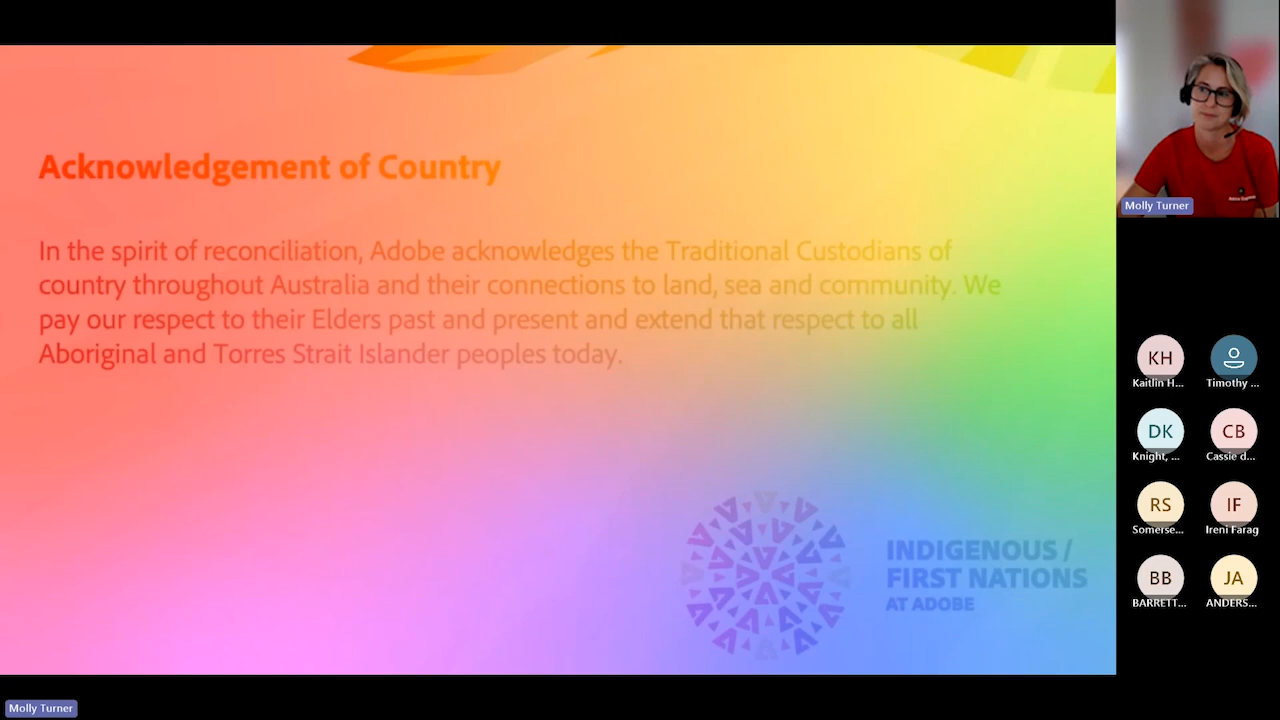 Acknowledgement of Country
In the spirit of reconciliation, Adobe acknowledges the Traditional Custodians of
country throughout Australia and their connections to land, sea and community. We
pay our respect to their Elders past and present and extend that respect to all
Aboriginal and Torres Strait Islander peoples today.
INDIGENOUS /
FIRST NATIONS
AT ADOBE
Molly Turner
KH
Kaitlin H...
Timothy ...
DK
Knight, ...
CB
Cassie d...
RS
Somerse...
IF
Ireni Farag
BB
BARRETT...
JA
ANDERS...
Molly Turner